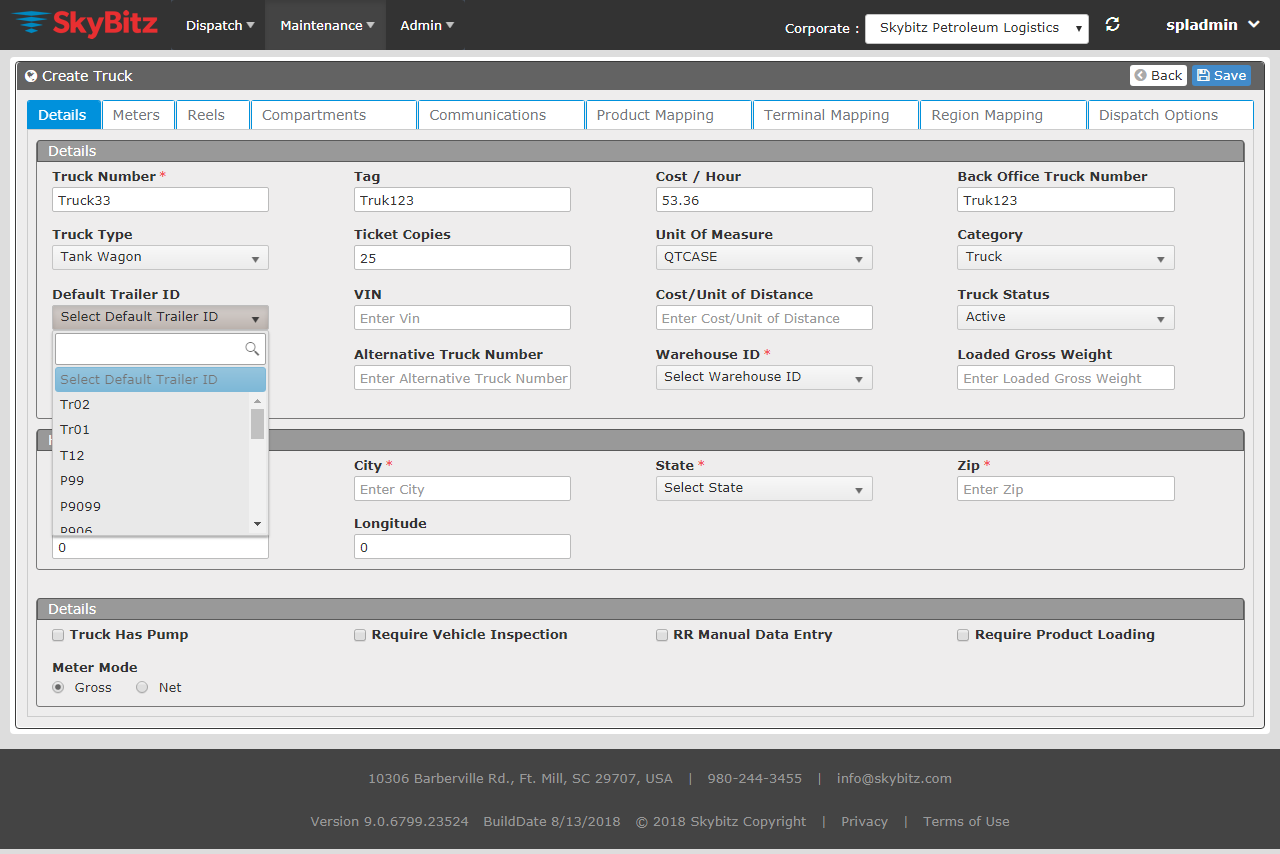 SkyBitz Dispatch Maintenance Admin Corporate : Skybitz Petroleum Logistics spladmin
Create Truck Back Save
Details Meters Reels Compartments Communications Product Mapping Terminal Mapping Region Mapping Dispatch Options
Details
Truck Number * Tag Cost / Hour Back Office Truck Number
Truck33 Truk123 53.36 Truk123
Truck Type Ticket Copies Unit Of Measure Category
Tank Wagon 25 QTCASE Truck
Default Trailer ID VIN Cost/Unit of Distance Truck Status
Select Default Trailer ID Enter Vin Enter Cost/Unit of Distance Active
Alternative Truck Number Warehouse ID * Loaded Gross Weight
Enter Alternative Truck Number Select Warehouse ID Enter Loaded Gross Weight
Select Default Trailer ID
Tr02
Tr01
T12
P99
P9099
P906
City * State * Zip *
Enter City Select State Enter Zip
Longitude
0 0
Details
Truck Has Pump Require Vehicle Inspection RR Manual Data Entry Require Product Loading
Meter Mode
Gross Net
10306 Barberville Rd., Ft. Mill, SC 29707, USA | 980-244-3455 | info@skybitz.com
Version 9.0.6799.23524 BuildDate 8/13/2018 © 2018 Skybitz Copyright | Privacy | Terms of Use